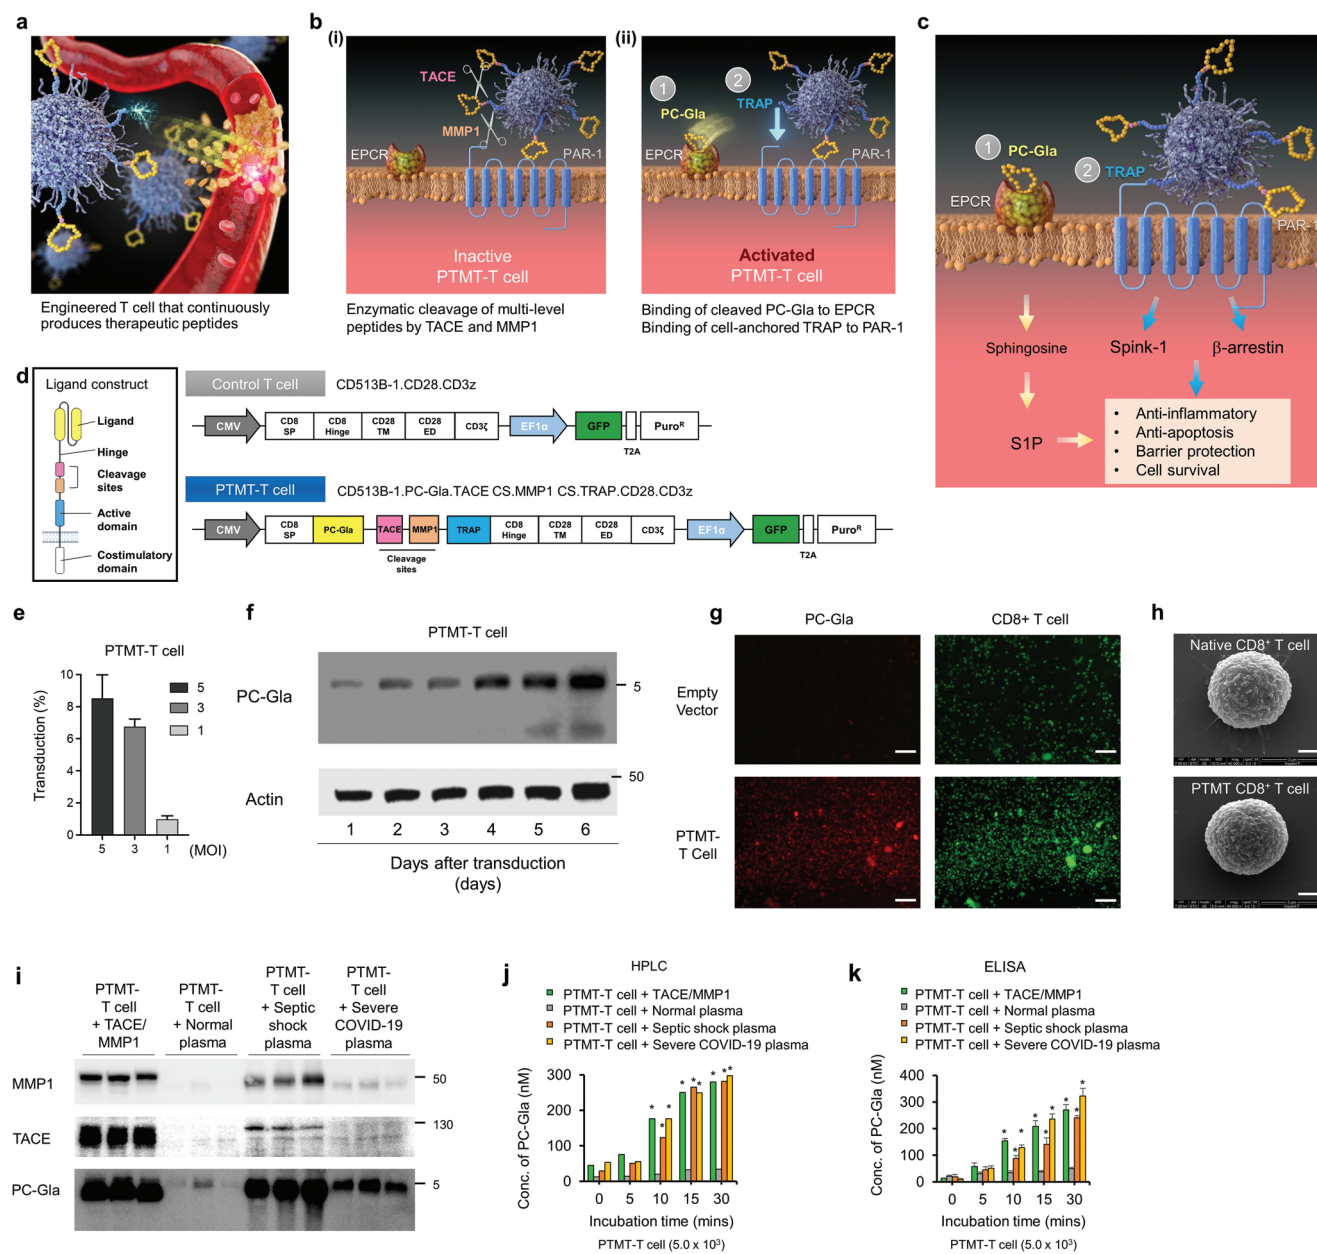 a
Engineered T cell that continuously
produces therapeutic peptides
b
(i)
TACE
MMP1
EPCR
PAR-1
Inactive
PTMT-T cell
Enzymatic cleavage of multi-level
peptides by TACE and MMP1
(ii)
1
PC-Gla
2
TRAP
EPCR
PAR-1
Activated
PTMT-T cell
Binding of cleaved PC-Gla to EPCR
Binding of cell-anchored TRAP to PAR-1
c
1
PC-Gla
2
TRAP
EPCR
PAR-1
Sphingosine
Spink-1
β-arrestin
S1P
• Anti-inflammatory
• Anti-apoptosis
• Barrier protection
• Cell survival
d
Ligand construct
Ligand
Hinge
Cleavage
sites
Active
domain
Costimulatory
domain
Control T cell
CD513B-1.CD28.CD3z
CMV
CD8
SP
CD8
Hinge
CD28
TM
CD28
ED
CD3ζ
EF1α
GFP
T2A
Puroᴿ
PTMT-T cell
CD513B-1.PC-Gla.TACE CS.MMP1 CS.TRAP.CD28.CD3z
CMV
CD8
SP
PC-Gla
TACE
MMP1
Cleavage
sites
TRAP
CD8
Hinge
CD28
TM
CD28
ED
CD3ζ
EF1α
GFP
T2A
Puroᴿ
e
PTMT-T cell
Transduction (%)
10
8
6
4
2
0
5
3
1
5 3 1 (MOI)
f
PTMT-T cell
PC-Gla
5
Actin
50
1 2 3 4 5 6
Days after transduction
(days)
g
PC-Gla
CD8+ T cell
Empty
Vector
PTMT-
T Cell
h
Native CD8⁺ T cell
PTMT CD8⁺ T cell
i
PTMT-
T cell
+ TACE/
MMP1
PTMT-
T cell
+ Normal
plasma
PTMT-
T cell
+ Septic
shock
plasma
PTMT-
T cell
+ Severe
COVID-19
plasma
MMP1
50
TACE
130
PC-Gla
5
j
HPLC
PTMT-T cell + TACE/MMP1
PTMT-T cell + Normal plasma
PTMT-T cell + Septic shock plasma
PTMT-T cell + Severe COVID-19 plasma
Conc. of PC-Gla (nM)
300
200
100
0
* * * * * * * * *
0 5 10 15 30
Incubation time (mins)
PTMT-T cell (5.0 x 10³)
k
ELISA
PTMT-T cell + TACE/MMP1
PTMT-T cell + Normal plasma
PTMT-T cell + Septic shock plasma
PTMT-T cell + Severe COVID-19 plasma
Conc. of PC-Gla (nM)
400
300
200
100
0
* * * * * * * * *
0 5 10 15 30
Incubation time (mins)
PTMT-T cell (5.0 x 10³)